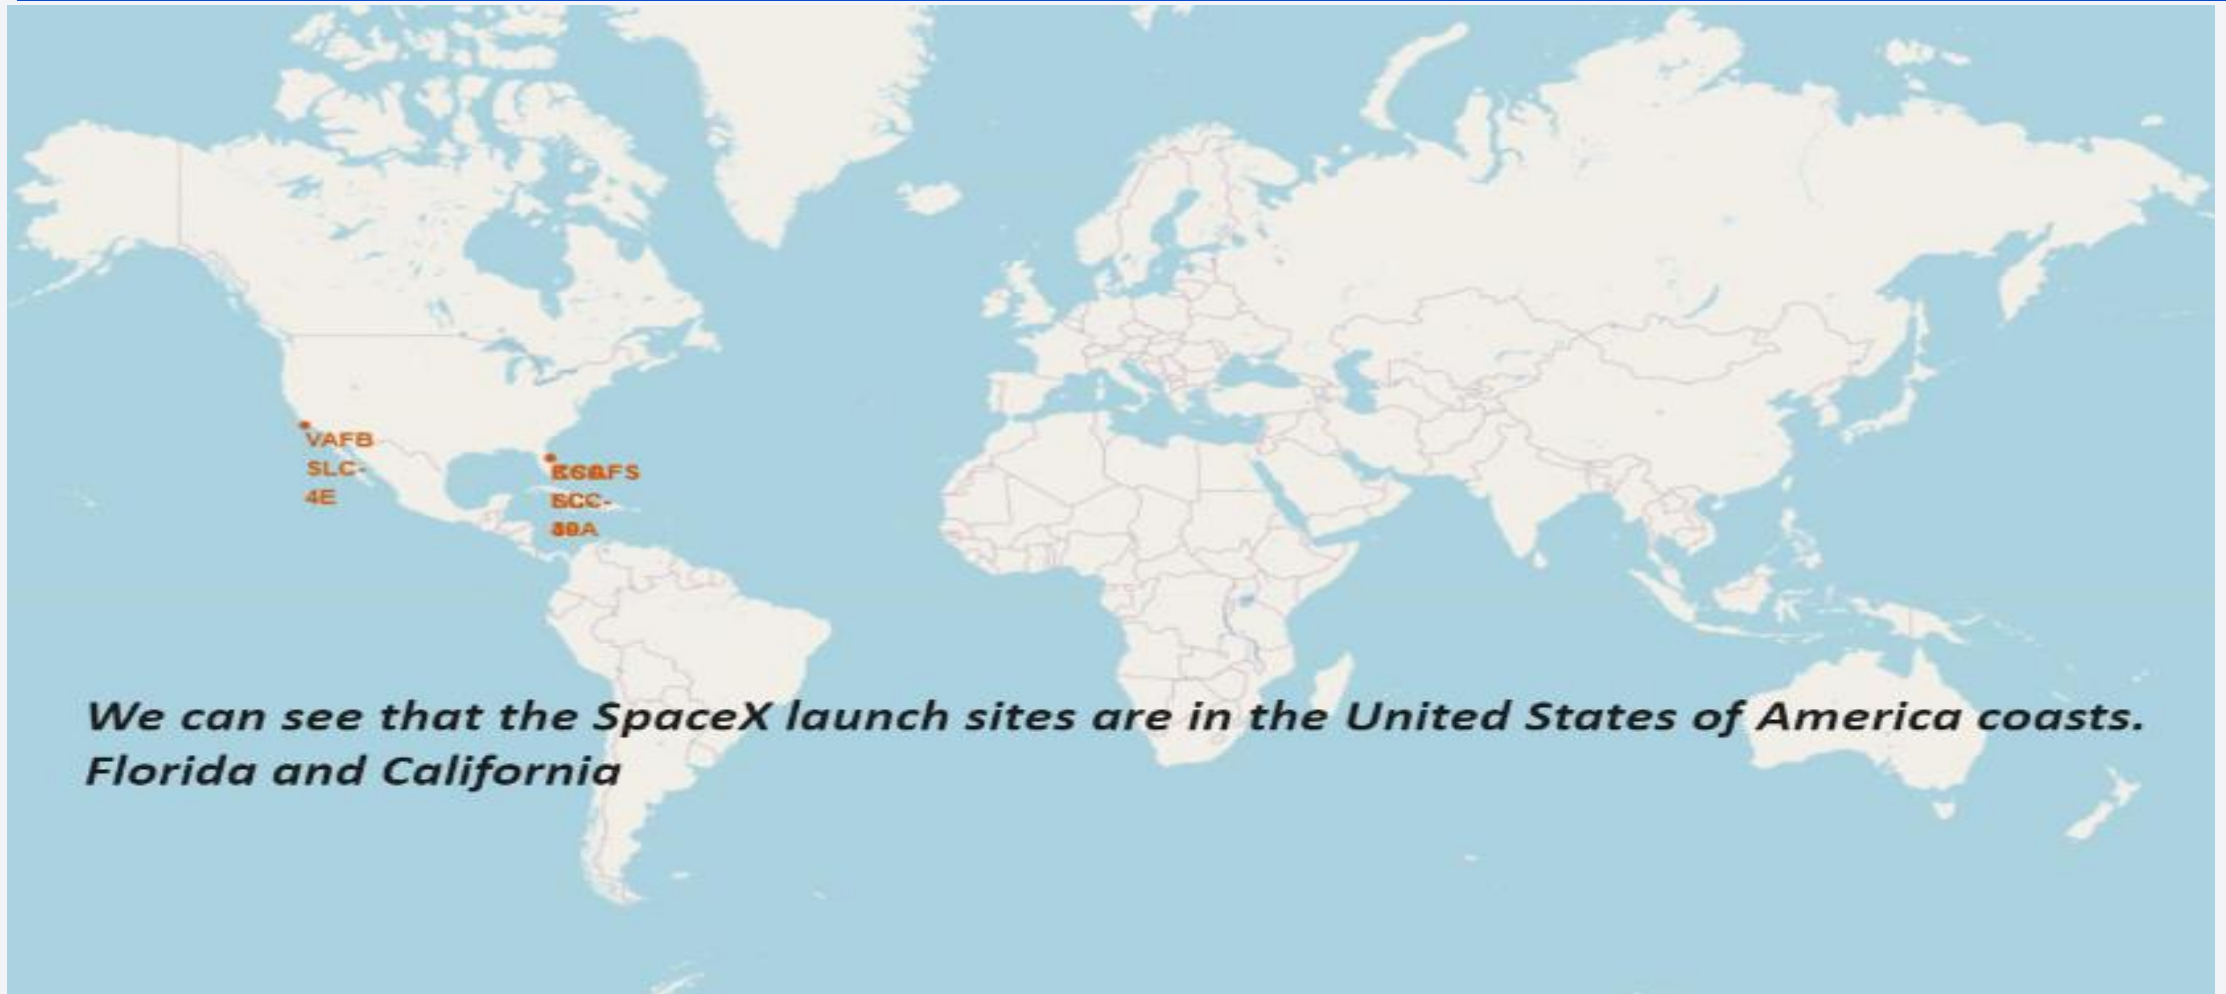 VAFB
SLC-
4E
We can see that the SpaceX launch sites are in the United States of America coasts.
Florida and California